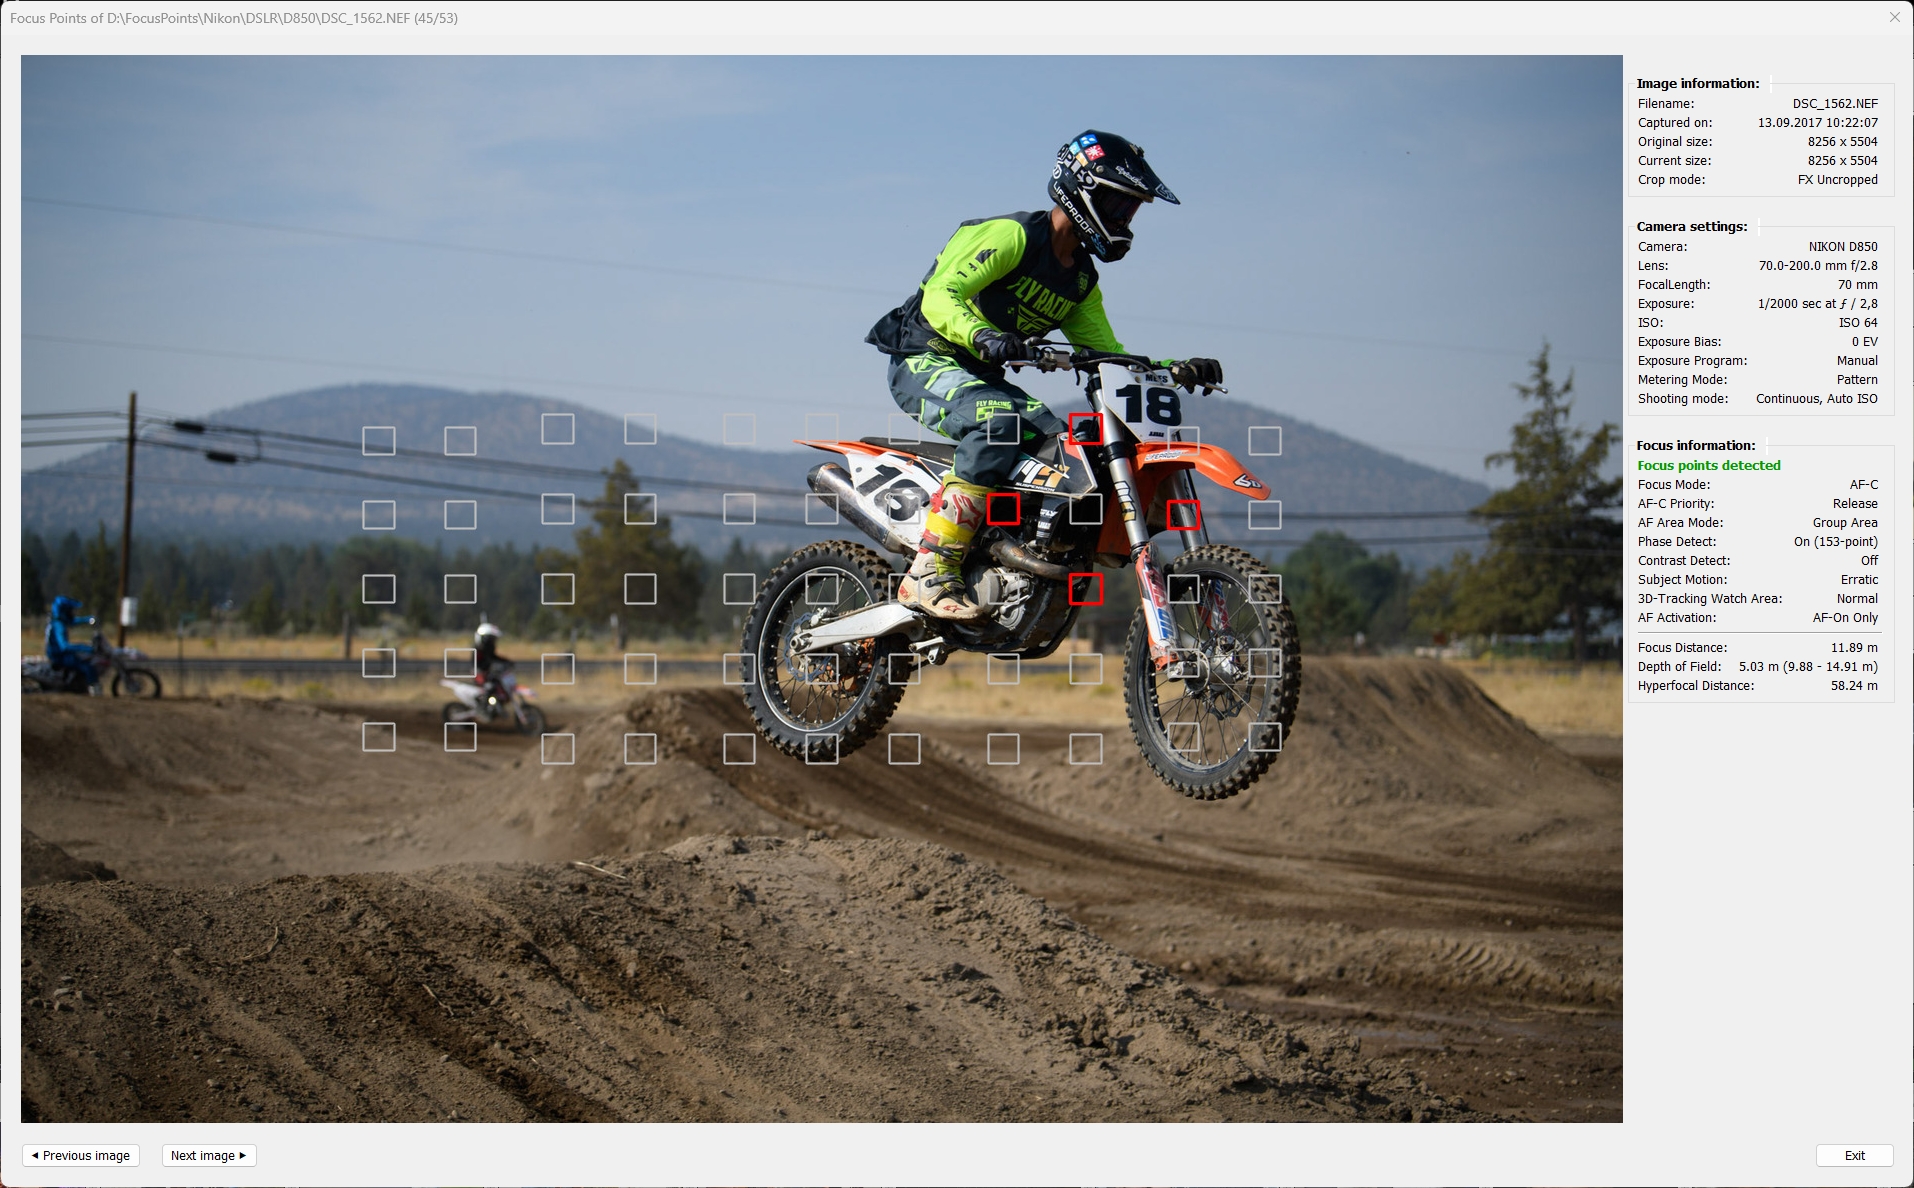 Focus Points of D:\FocusPoints\Nikon\DSLR\D850\DSC_1562.NEF (45/53)
LIFEPROOF
FLY RACING
FLY RACING
18
LIFEPROOF
Image information:
Filename: DSC_1562.NEF
Captured on: 13.09.2017 10:22:07
Original size: 8256 x 5504
Current size: 8256 x 5504
Crop mode: FX Uncropped
Camera settings:
Camera: NIKON D850
Lens: 70.0-200.0 mm f/2.8
FocalLength: 70 mm
Exposure: 1/2000 sec at ƒ / 2,8
ISO: ISO 64
Exposure Bias: 0 EV
Exposure Program: Manual
Metering Mode: Pattern
Shooting mode: Continuous, Auto ISO
Focus information:
Focus points detected
Focus Mode: AF-C
AF-C Priority: Release
AF Area Mode: Group Area
Phase Detect: On (153-point)
Contrast Detect: Off
Subject Motion: Erratic
3D-Tracking Watch Area: Normal
AF Activation: AF-On Only
Focus Distance: 11.89 m
Depth of Field: 5.03 m (9.88 - 14.91 m)
Hyperfocal Distance: 58.24 m
Previous image
Next image
Exit